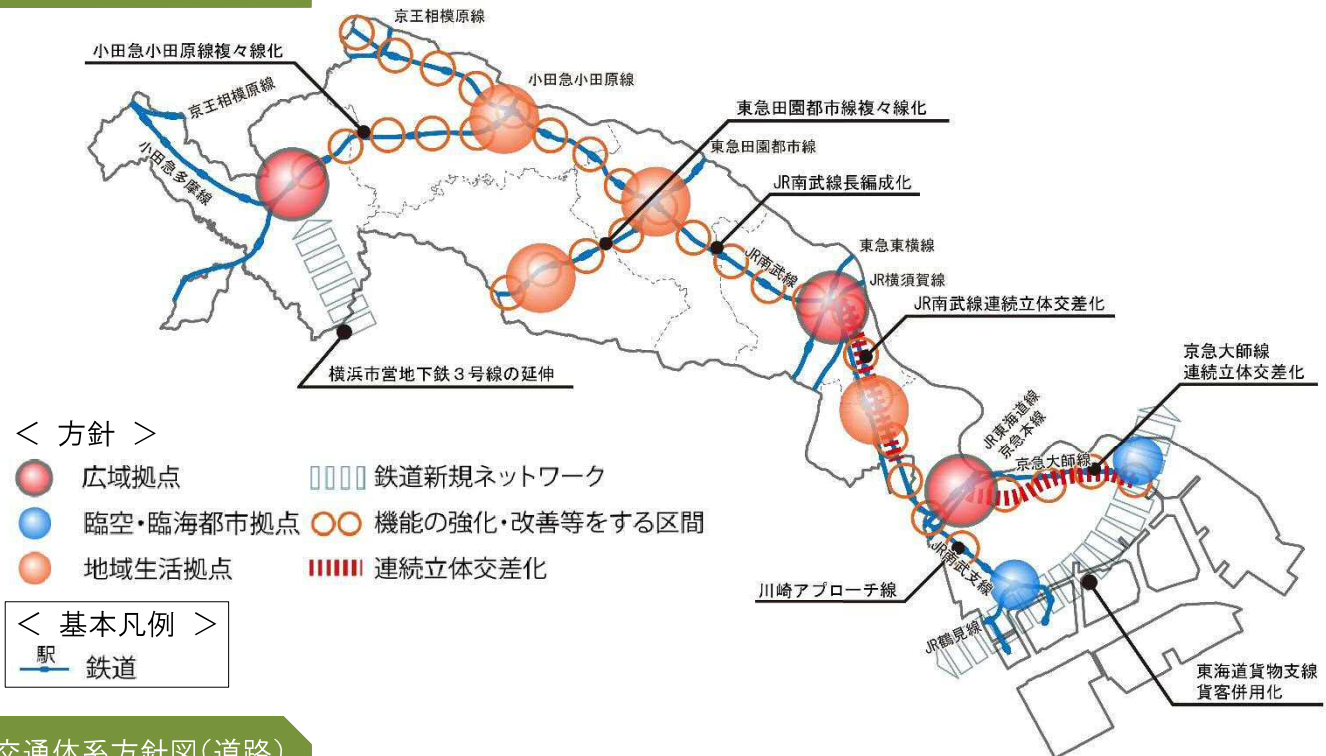 京王相模原線
小田急小田原線複々線化
小田急小田原線
京王相模原線
東急田園都市線複々線化
小田急多摩線
東急田園都市線
JR南武線長編成化
東急東横線
JR南武線
JR横須賀線
JR南武線連続立体交差化
京急大師線
連続立体交差化
横浜市営地下鉄3号線の延伸
JR東海道線
京急本線
京急大師線
＜ 方針 ＞
広域拠点
鉄道新規ネットワーク
臨空・臨海都市拠点
機能の強化・改善等をする区間
地域生活拠点
連続立体交差化
JR南武支線
川崎アプローチ線
JR鶴見線
東海道貨物支線
貨客併用化
＜ 基本凡例 ＞
駅
鉄道
交通体系方針図（道路）